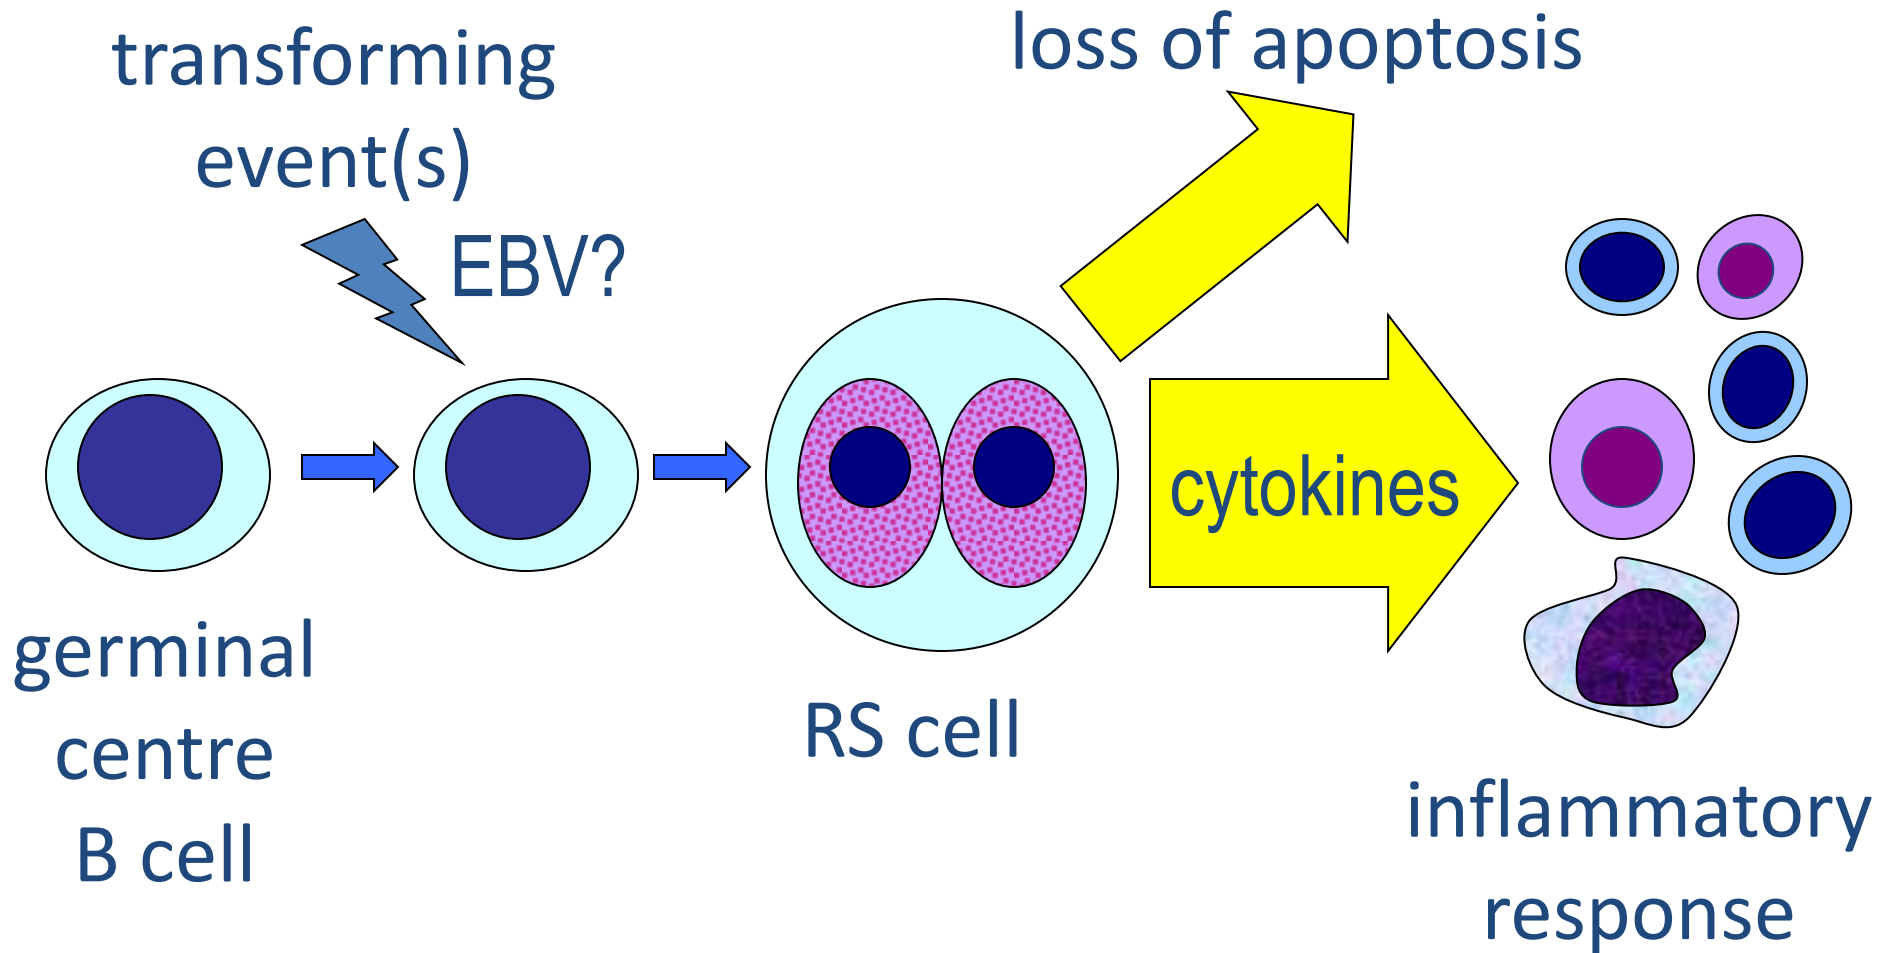 transforming
event(s)
EBV?
loss of apoptosis
germinal
centre
B cell
RS cell
cytokines
inflammatory
response